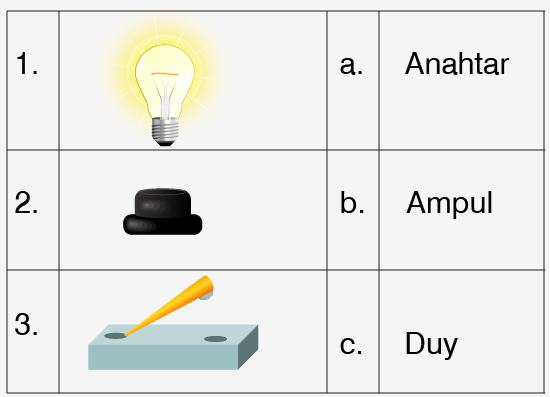 1. a. Anahtar
2. b. Ampul
3. c. Duy